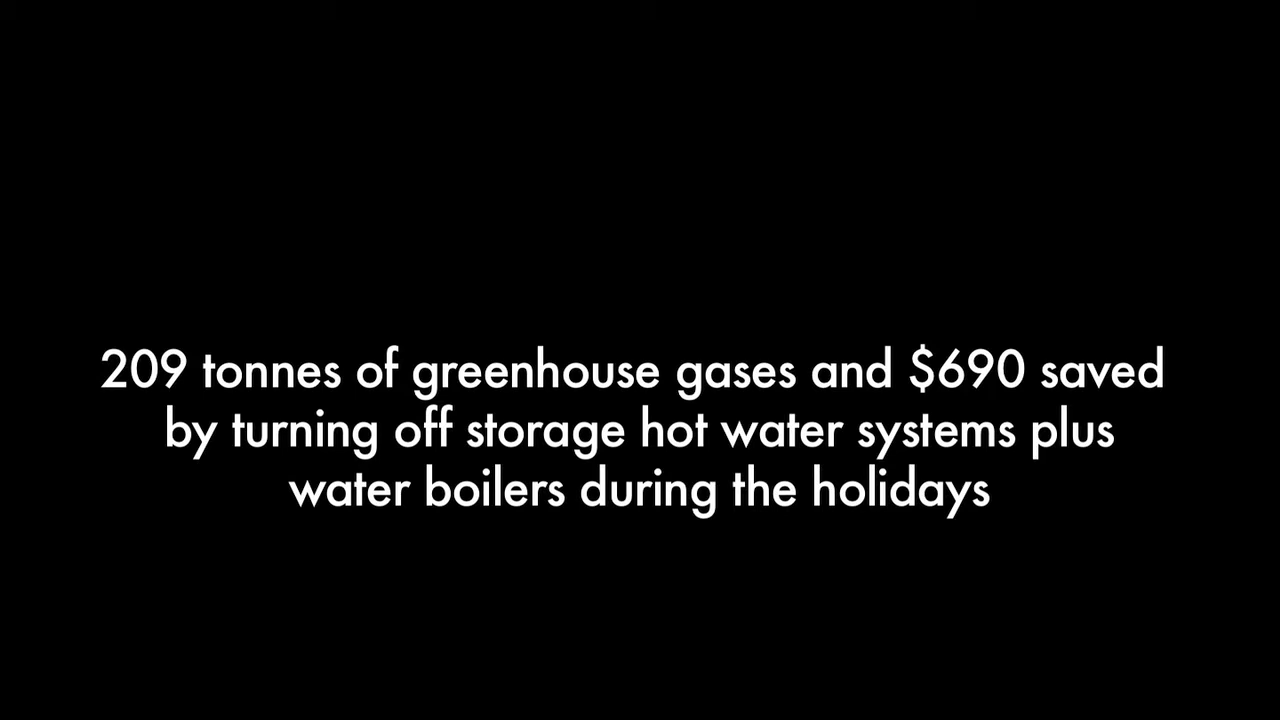 209 tonnes of greenhouse gases and $690 saved
by turning off storage hot water systems plus
water boilers during the holidays